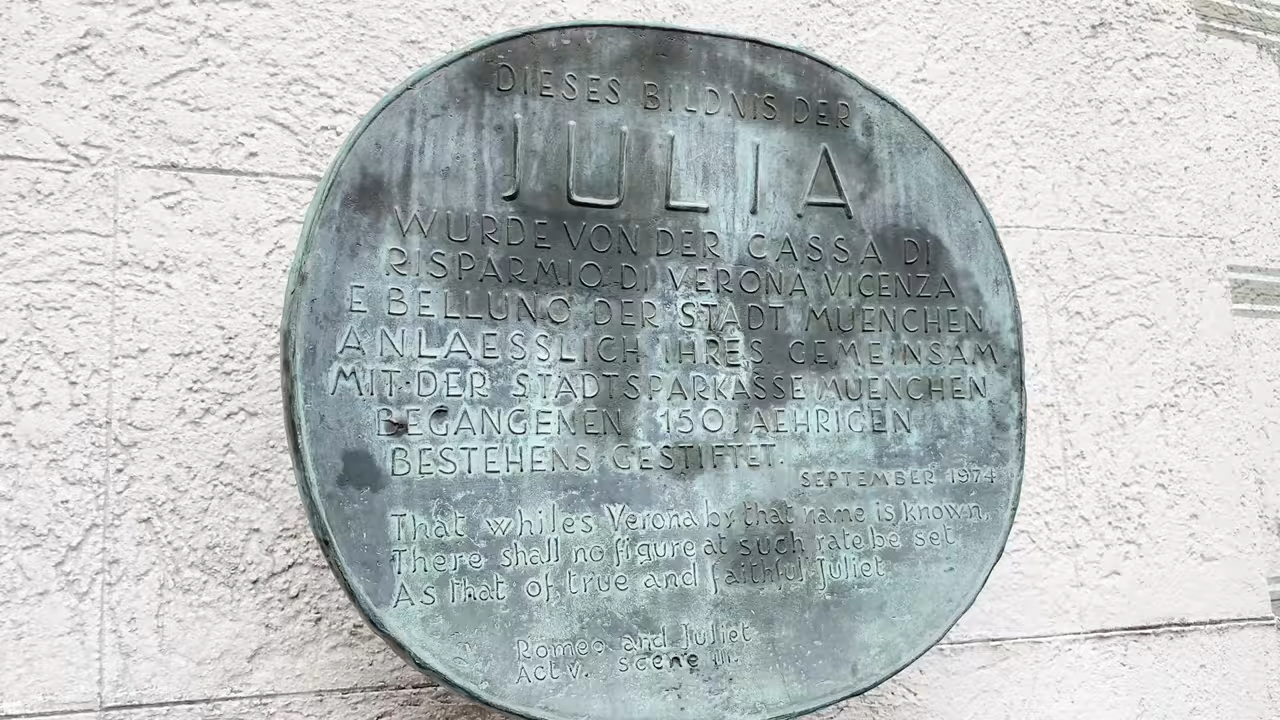 DIESES BILDNIS DER
JULIA
WURDE VON DER CASSA DI
RISPARMIO DI VERONA VICENZA
E BELLUNO DER STADT MUENCHEN
ANLAESSLICH IHRES GEMEINSAM
MIT DER STADTSPARKASSE MUENCHEN
BEGANGENEN 150 JAEHRIGEN
BESTEHENS GESTIFTET.
SEPTEMBER 1974
That whiles Verona by that name is known,
There shall no figure at such rate be set
As that of true and faithful Juliet
Romeo and Juliet
Act V. scene III.